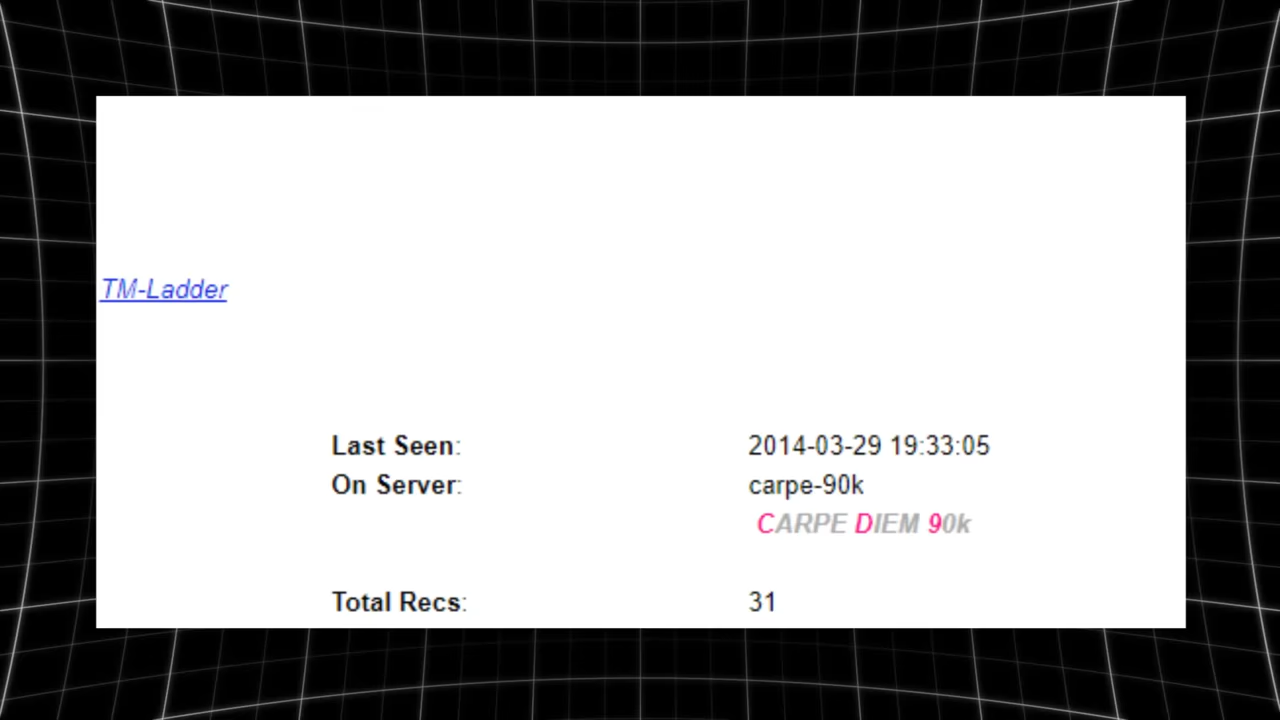 TM-Ladder
Last Seen: 2014-03-29 19:33:05
On Server: carpe-90k
CARPE DIEM 90k
Total Recs: 31